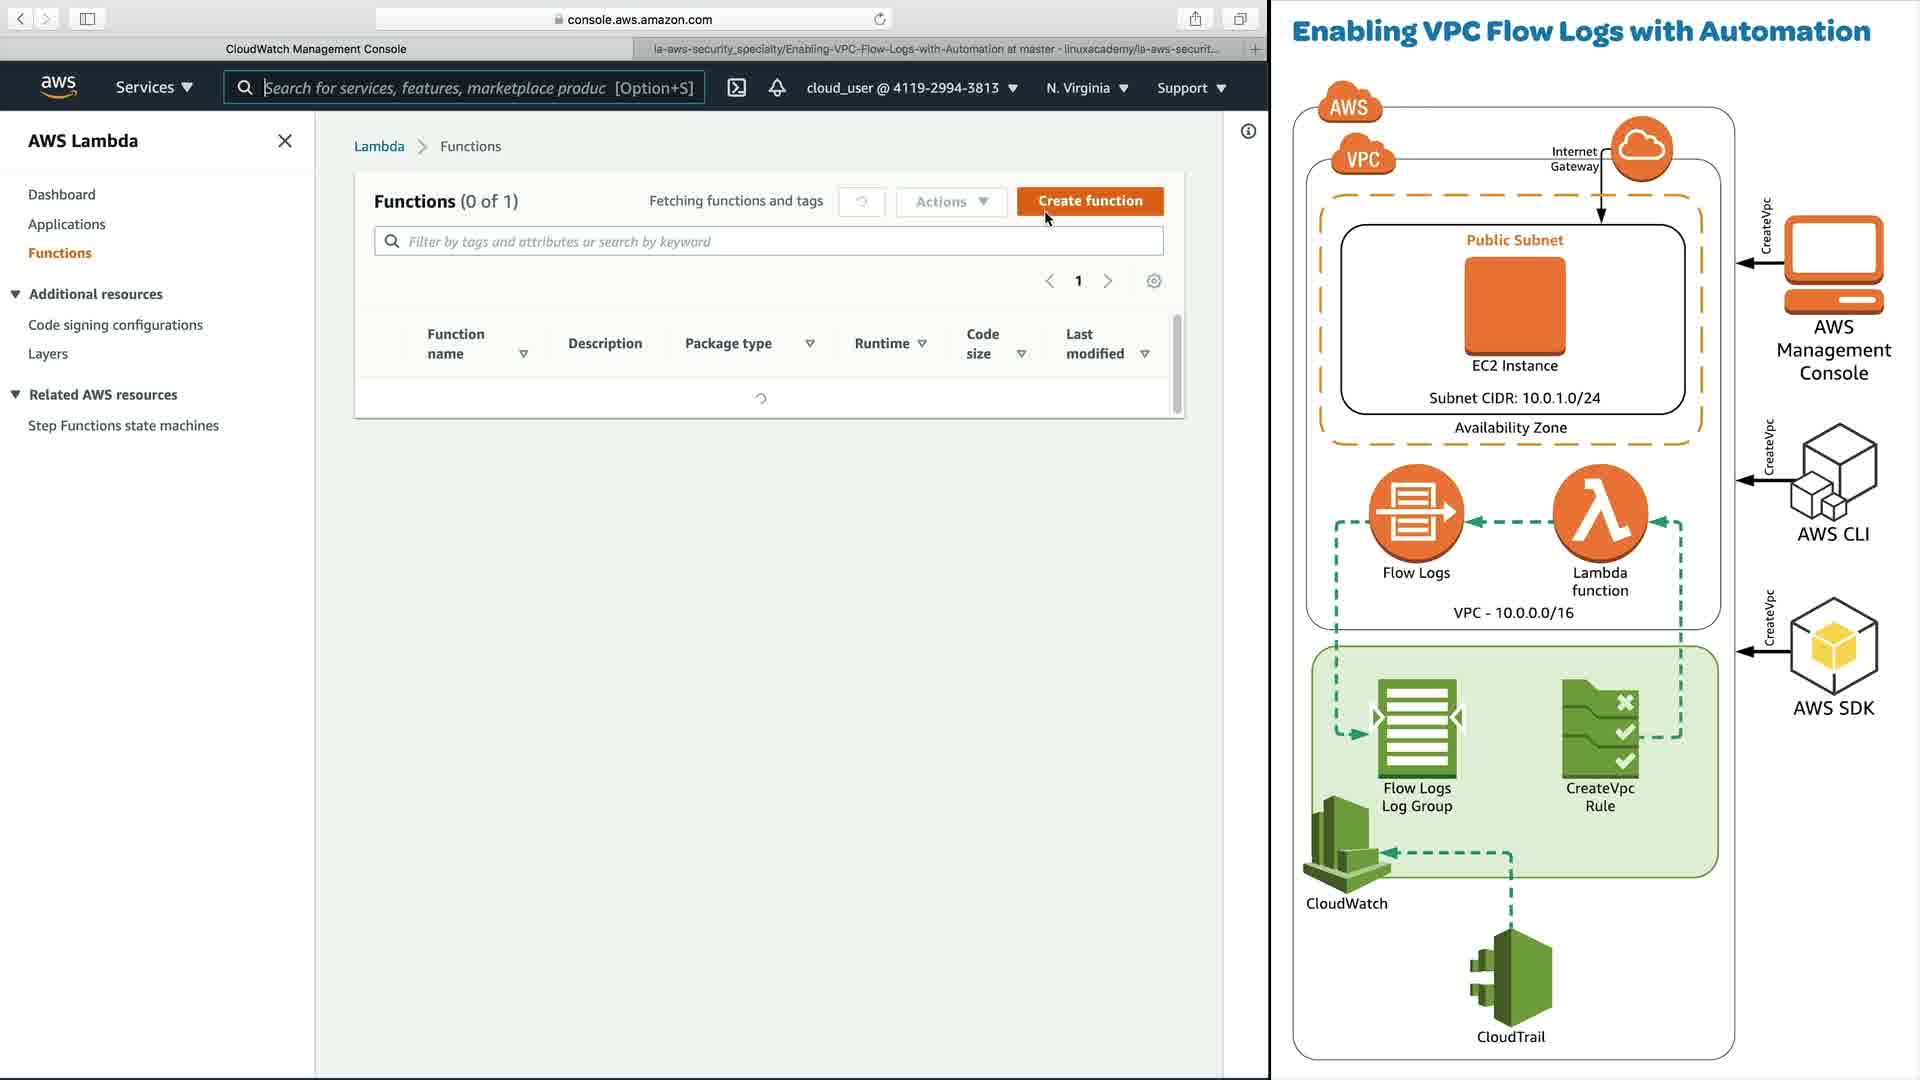 console.aws.amazon.com
CloudWatch Management Console
la-aws-security_specialty/Enabling-VPC-Flow-Logs-with-Automation at master · linuxacademy/la-aws-securit...
aws
Services
Search for services, features, marketplace produc [Option+S]
cloud_user @ 4119-2994-3813
N. Virginia
Support
AWS Lambda
Dashboard
Applications
Functions
Additional resources
Code signing configurations
Layers
Related AWS resources
Step Functions state machines
Lambda
Functions
Functions (0 of 1)
Fetching functions and tags
Actions
Create function
Filter by tags and attributes or search by keyword
1
Function name
Description
Package type
Runtime
Code size
Last modified
Enabling VPC Flow Logs with Automation
AWS
VPC
Internet
Gateway
Public Subnet
EC2 Instance
Subnet CIDR: 10.0.1.0/24
Availability Zone
Flow Logs
Lambda
function
VPC - 10.0.0.0/16
Flow Logs
Log Group
CreateVpc
Rule
CloudWatch
CloudTrail
CreateVpc
AWS
Management
Console
CreateVpc
AWS CLI
CreateVpc
AWS SDK